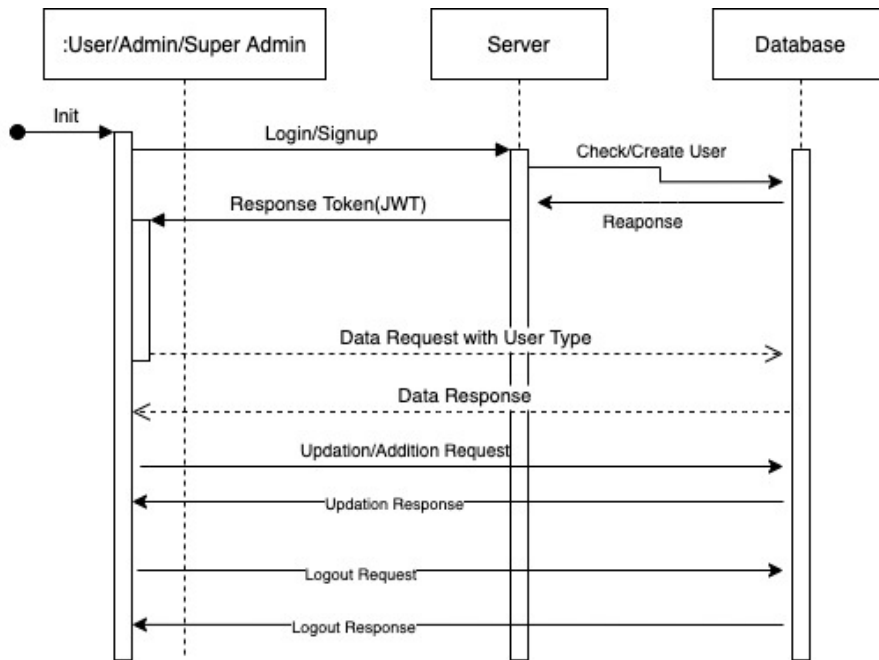 :User/Admin/Super Admin
Server
Database
Init
Login/Signup
Check/Create User
Response Token(JWT)
Reaponse
Data Request with User Type
Data Response
Updation/Addition Request
Updation Response
Logout Request
Logout Response